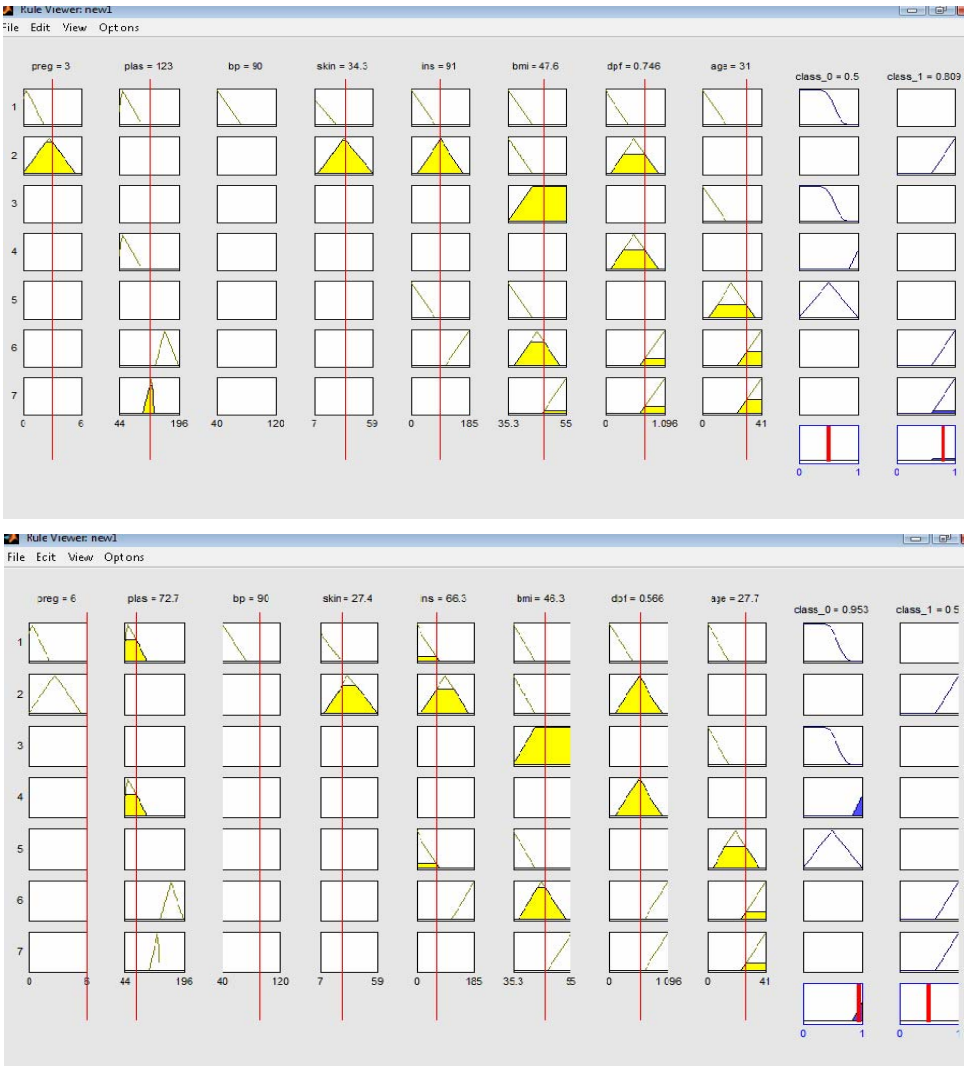 Rule Viewer: new1
File Edit View Options
preg = 3 plas = 123 bp = 90 skin = 34.3 ins = 91 bmi = 47.6 dpf = 0.746 age = 31 class_0 = 0.5 class_1 = 0.809
1
2
3
4
5
6
7
0 6 44 196 40 120 7 59 0 185 35.3 55 0 1.096 0 41
0 1 0 1
Rule Viewer: new1
File Edit View Options
preg = 6 plas = 72.7 bp = 90 skin = 27.4 ins = 66.3 bmi = 46.3 dpf = 0.566 age = 27.7 class_0 = 0.953 class_1 = 0.5
1
2
3
4
5
6
7
0 6 44 196 40 120 7 59 0 185 35.3 55 0 1.096 0 41
0 1 0 1